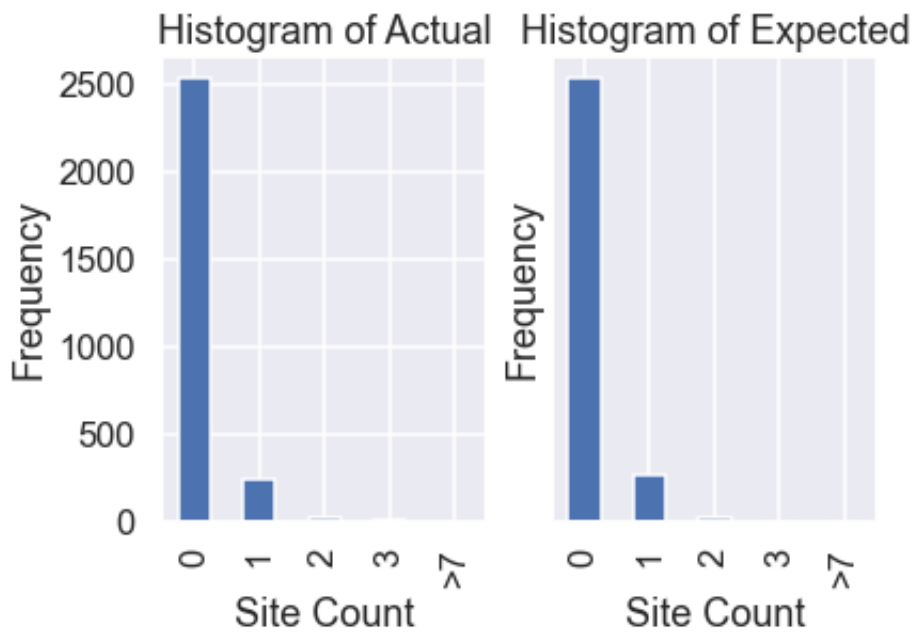 Histogram of Actual
Histogram of Expected
Frequency
2500
2000
1500
1000
500
0
0
1
2
3
>7
Site Count
Frequency
0
1
2
3
>7
Site Count